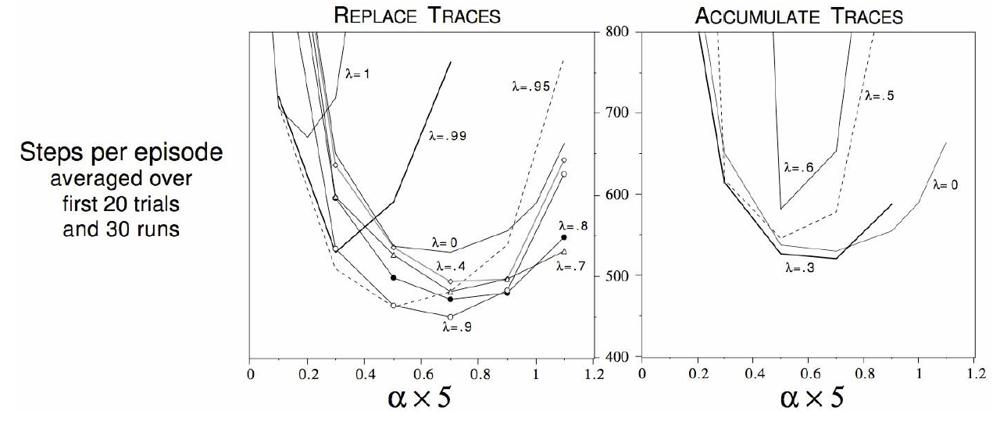 REPLACE TRACES
ACCUMULATE TRACES
Steps per episode
averaged over
first 20 trials
and 30 runs
800
700
600
500
400
λ=1
λ=.99
λ=.95
λ=0
λ=.4
λ=.8
λ=.7
λ=.9
0 0.2 0.4 0.6 0.8 1 1.2
α × 5
λ=.5
λ=.6
λ=0
λ=.3
0 0.2 0.4 0.6 0.8 1 1.2
α × 5